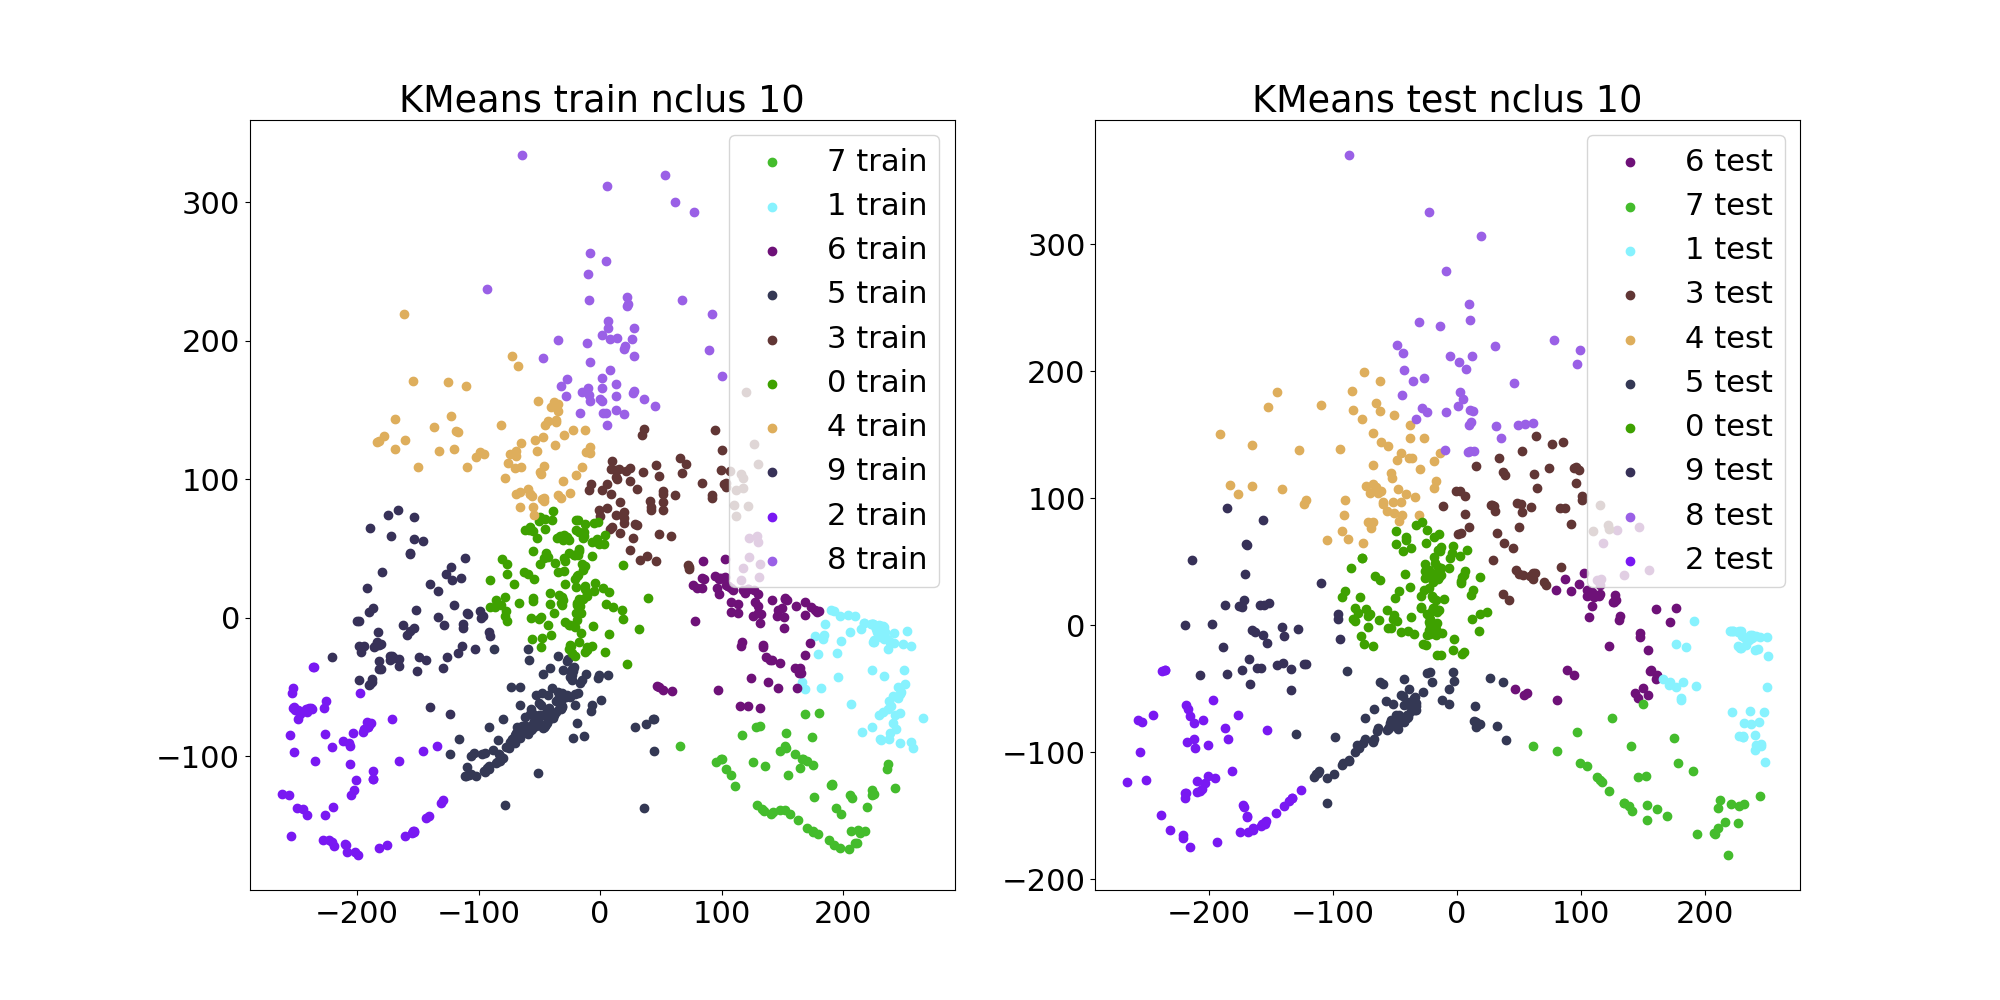 KMeans train nclus 10
7 train
1 train
6 train
5 train
3 train
0 train
4 train
9 train
2 train
8 train
300
200
100
0
−100
−200 −100 0 100 200
KMeans test nclus 10
6 test
7 test
1 test
3 test
4 test
5 test
0 test
9 test
8 test
2 test
300
200
100
0
−100
−200
−200 −100 0 100 200